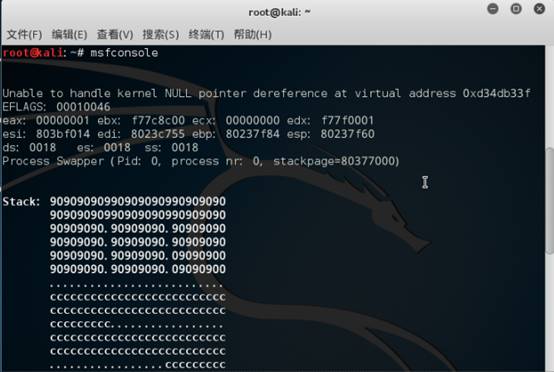 root@kali: ~
文件(F) 编辑(E) 查看(V) 搜索(S) 终端(T) 帮助(H)
root@kali:~# msfconsole
Unable to handle kernel NULL pointer dereference at virtual address 0xd34db33f
EFLAGS: 00010046
eax: 00000001 ebx: f77c8c00 ecx: 00000000 edx: f77f0001
esi: 803bf014 edi: 8023c755 ebp: 80237f84 esp: 80237f60
ds: 0018 es: 0018 ss: 0018
Process Swapper (Pid: 0, process nr: 0, stackpage=80377000)
Stack: 90909090990909090990909090
90909090990909090990909090
90909090.90909090.90909090
90909090.90909090.90909090
90909090.90909090.09090900
90909090.90909090.09090900
..........................
cccccccccccccccccccccccccc
cccccccccccccccccccccccccc
ccccccccc.................
cccccccccccccccccccccccccc
cccccccccccccccccccccccccc
.................ccccccccc